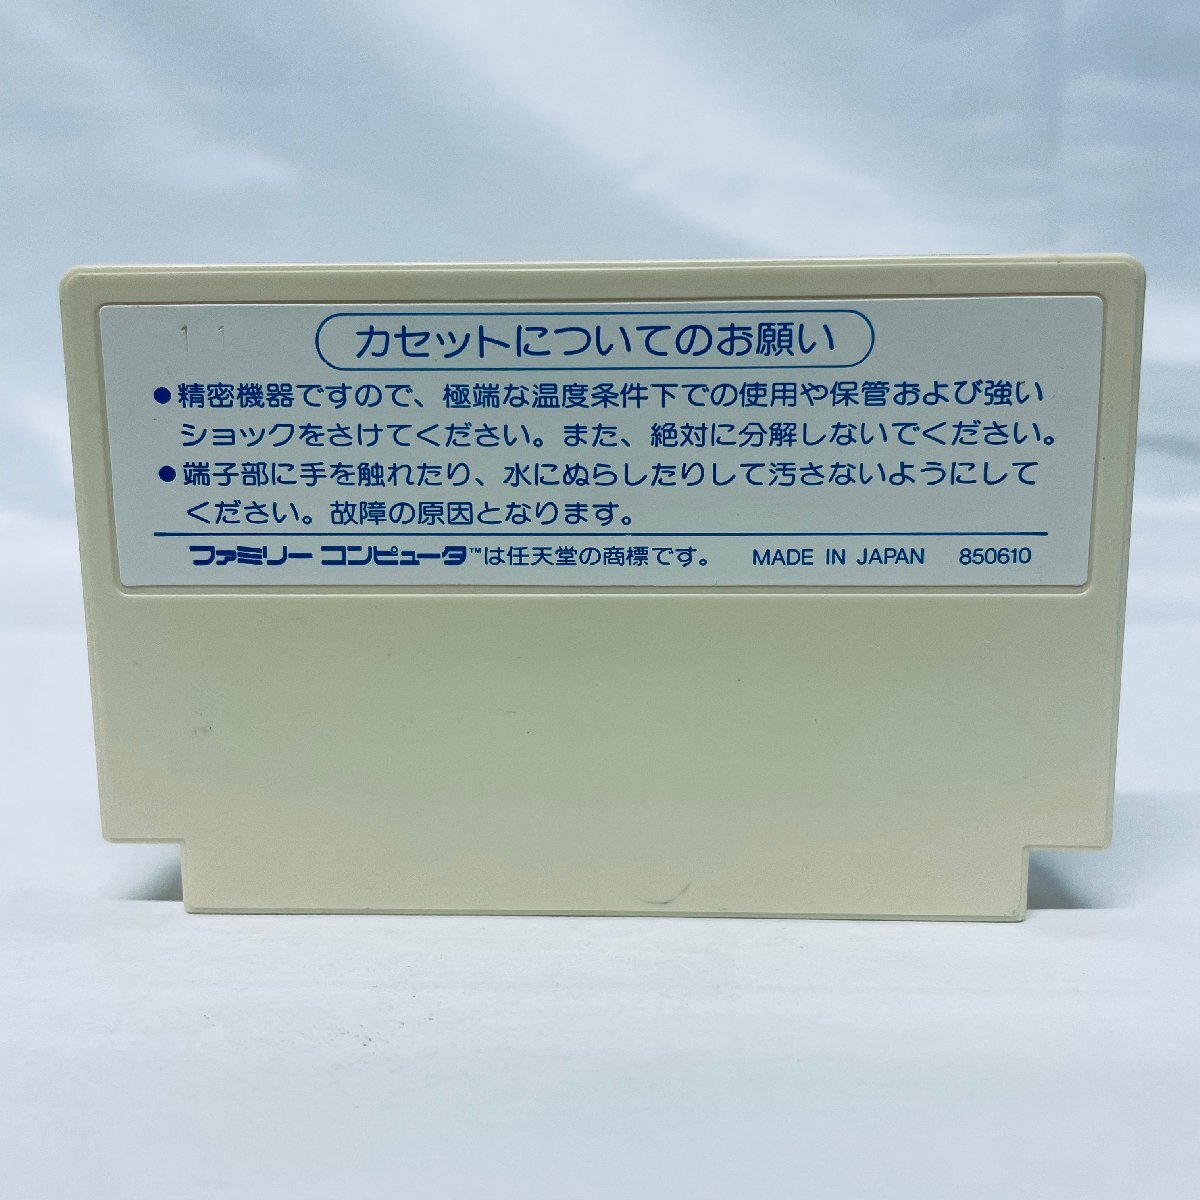 11
カセットについてのお願い
●精密機器ですので、極端な温度条件下での使用や保管および強い
ショックをさけてください。また、絶対に分解しないでください。
●端子部に手を触れたり、水にぬらしたりして汚さないようにして
ください。故障の原因となります。
ファミリー コンピュータ™は任天堂の商標です。 MADE IN JAPAN 850610